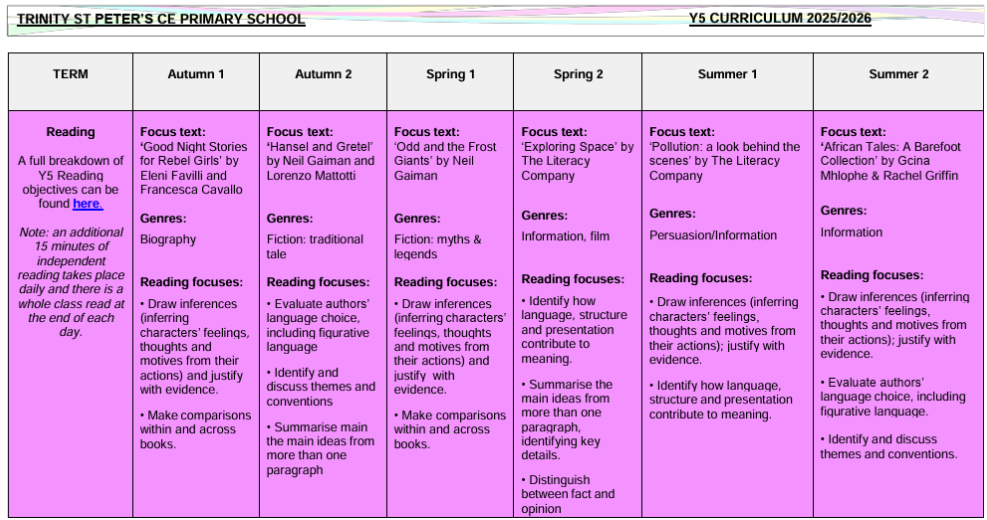 TRINITY ST PETER'S CE PRIMARY SCHOOL
Y5 CURRICULUM 2025/2026
TERM
Autumn 1
Autumn 2
Spring 1
Spring 2
Summer 1
Summer 2
Reading
A full breakdown of
Y5 Reading
objectives can be
found here.
Note: an additional
15 minutes of
independent
reading takes place
daily and there is a
whole class read at
the end of each
day.
Focus text:
'Good Night Stories
for Rebel Girls' by
Eleni Favilli and
Francesca Cavallo
Genres:
Biography
Reading focuses:
• Draw inferences
(inferring
characters' feelings,
thoughts and
motives from their
actions) and justify
with evidence.
• Make comparisons
within and across
books.
Focus text:
'Hansel and Gretel'
by Neil Gaiman and
Lorenzo Mattotti
Genres:
Fiction: traditional
tale
Reading focuses:
• Evaluate authors'
language choice,
including figurative
language
• Identify and
discuss themes and
conventions
• Summarise main
the main ideas from
more than one
paragraph
Focus text:
'Odd and the Frost
Giants' by Neil
Gaiman
Genres:
Fiction: myths &
legends
Reading focuses:
• Draw inferences
(inferring characters'
feelings, thoughts
and motives from
their actions) and
justify with
evidence.
• Make comparisons
within and across
books.
Focus text:
'Exploring Space' by
The Literacy
Company
Genres:
Information, film
Reading focuses:
• Identify how
language, structure
and presentation
contribute to
meaning.
• Summarise the
main ideas from
more than one
paragraph,
identifying key
details.
• Distinguish
between fact and
opinion
Focus text:
'Pollution: a look behind the
scenes' by The Literacy
Company
Genres:
Persuasion/Information
Reading focuses:
• Draw inferences (inferring
characters' feelings,
thoughts and motives from
their actions); justify with
evidence.
• Identify how language,
structure and presentation
contribute to meaning.
Focus text:
'African Tales: A Barefoot
Collection' by Gcina
Mhlophe & Rachel Griffin
Genres:
Information
Reading focuses:
• Draw inferences (inferring
characters' feelings,
thoughts and motives from
their actions); justify with
evidence.
• Evaluate authors'
language choice, including
figurative language.
• Identify and discuss
themes and conventions.